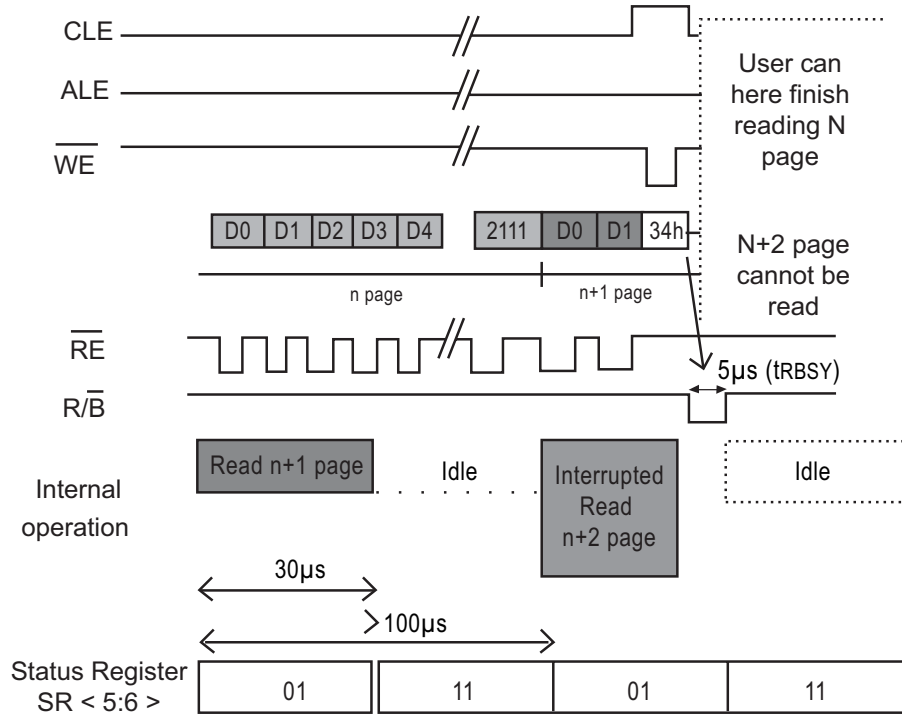 CLE
ALE
WE
User can
here finish
reading N
page
D0 D1 D2 D3 D4 2111 D0 D1 34h
N+2 page
cannot be
read
n page
n+1 page
RE
5µs (tRBSY)
R/B
Internal
operation
Read n+1 page
Idle
Interrupted
Read
n+2 page
Idle
30µs
100µs
Status Register
SR < 5:6 >
01 11 01 11